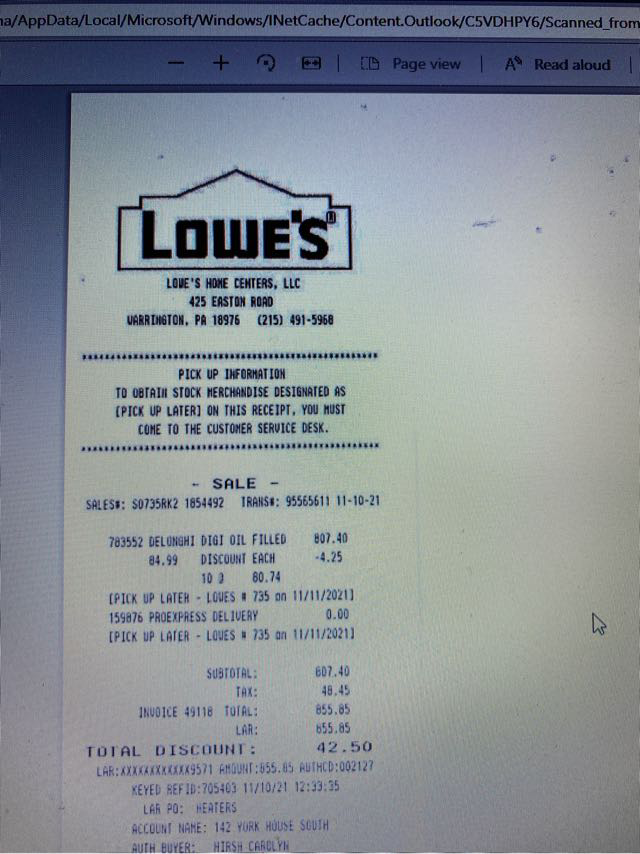 na/AppData/Local/Microsoft/Windows/INetCache/Content.Outlook/C5VDHPY6/Scanned_from
Page view
Read aloud
LOWE'S®
LOWE'S HOME CENTERS, LLC
425 EASTON ROAD
WARRINGTON, PA 18976 (215) 491-5968
PICK UP INFORMATION
TO OBTAIN STOCK MERCHANDISE DESIGNATED AS
[PICK UP LATER] ON THIS RECEIPT, YOU MUST
COME TO THE CUSTOMER SERVICE DESK.
- SALE -
SALES#: S0735RK2 1854492 TRANS#: 95565611 11-10-21
783552 DELONGHI DIGI OIL FILLED 807.40
84.99 DISCOUNT EACH -4.25
10 @ 80.74
[PICK UP LATER - LOWES # 735 on 11/11/2021]
159876 PROEXPRESS DELIVERY 0.00
[PICK UP LATER - LOWES # 735 on 11/11/2021]
SUBTOTAL: 807.40
TAX: 48.45
INVOICE 49118 TOTAL: 855.85
LAR: 855.85
TOTAL DISCOUNT: 42.50
LAR:XXXXXXXXXXXX9571 AMOUNT:855.85 AUTHCD:002127
KEYED REFID:705403 11/10/21 12:33:35
LAR PO: HEATERS
ACCOUNT NAME: 142 YORK HOUSE SOUTH
AUTH BUYER: HIRSH CAROLYN